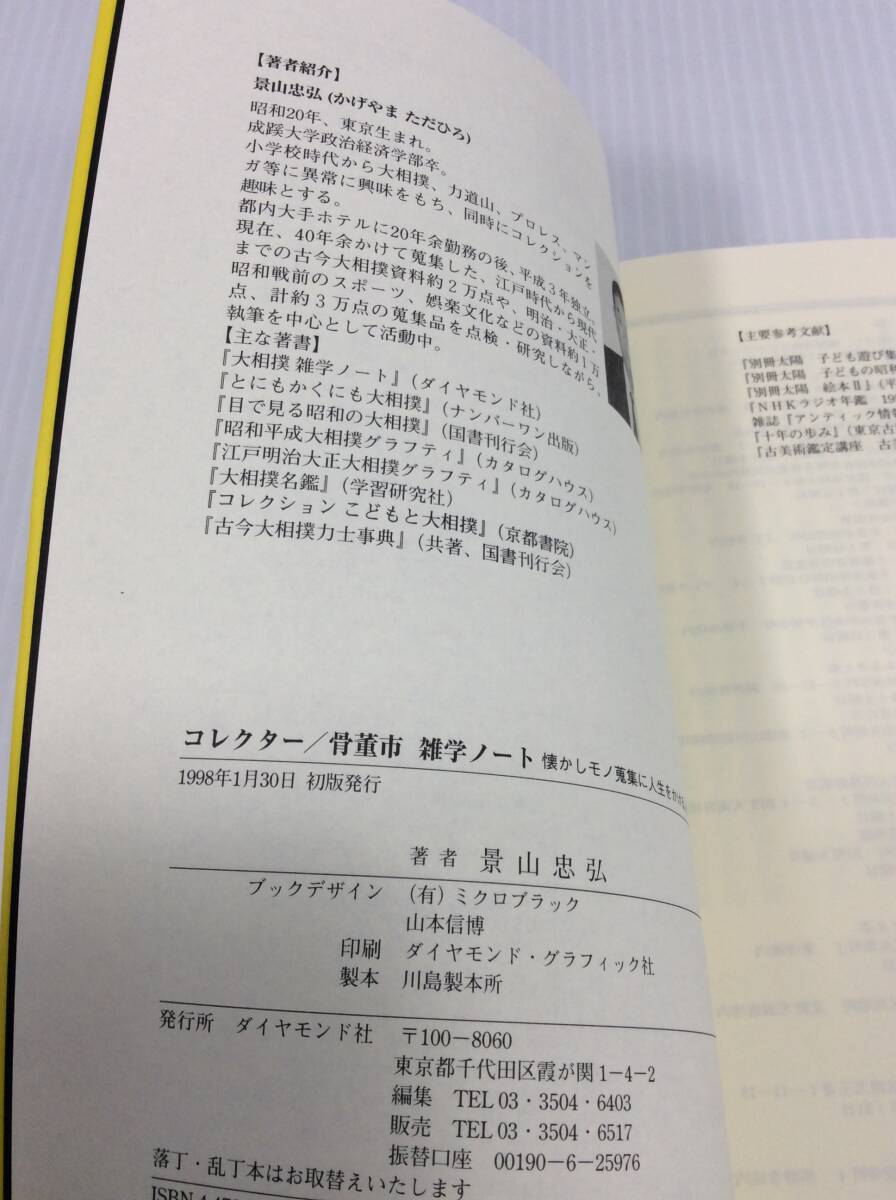 【著者紹介】
景山忠弘 (かげやま ただひろ)
昭和20年、東京生まれ。
成蹊大学政治経済学部卒。
小学校時代から大相撲、力道山、プロレス、マン
ガ等に異常に興味をもち、同時にコレクションを
趣味とする。
都内大手ホテルに20年余勤務の後、平成3年独立。
現在、40年余かけて蒐集した、江戸時代から現代
までの古今大相撲資料約2万点や、明治・大正・
昭和戦前のスポーツ、娯楽文化などの資料約1万
点、計約3万点の蒐集品を点検・研究しながら、
執筆を中心として活動中。
【主な著書】
『大相撲 雑学ノート』(ダイヤモンド社)
『とにもかくにも大相撲』(ナンバーワン出版)
『目で見る昭和の大相撲』(国書刊行会)
『昭和平成大相撲グラフティ』(カタログハウス)
『江戸明治大正大相撲グラフティ』(カタログハウス)
『大相撲名鑑』(学習研究社)
『コレクション こどもと大相撲』(京都書院)
『古今大相撲力士事典』(共著、国書刊行会)
コレクター/骨董市 雑学ノート 懐かしモノ蒐集に人生をかける
1998年1月30日 初版発行
著者 景山忠弘
ブックデザイン (有) ミクロブラック
山本信博
印刷 ダイヤモンド・グラフィック社
製本 川島製本所
発行所 ダイヤモンド社 〒100-8060
東京都千代田区霞が関1-4-2
編集 TEL 03・3504・6403
販売 TEL 03・3504・6517
振替口座 00190-6-25976
落丁・乱丁本はお取替えいたします
【主要参考文献】
『別冊太陽 子ども遊び集
『別冊太陽 子どもの昭和
『別冊太陽 絵本Ⅱ』(平
『NHKラジオ年鑑 19
雑誌『アンティック情報
『十年の歩み』(東京古
『古美術鑑定講座 古美